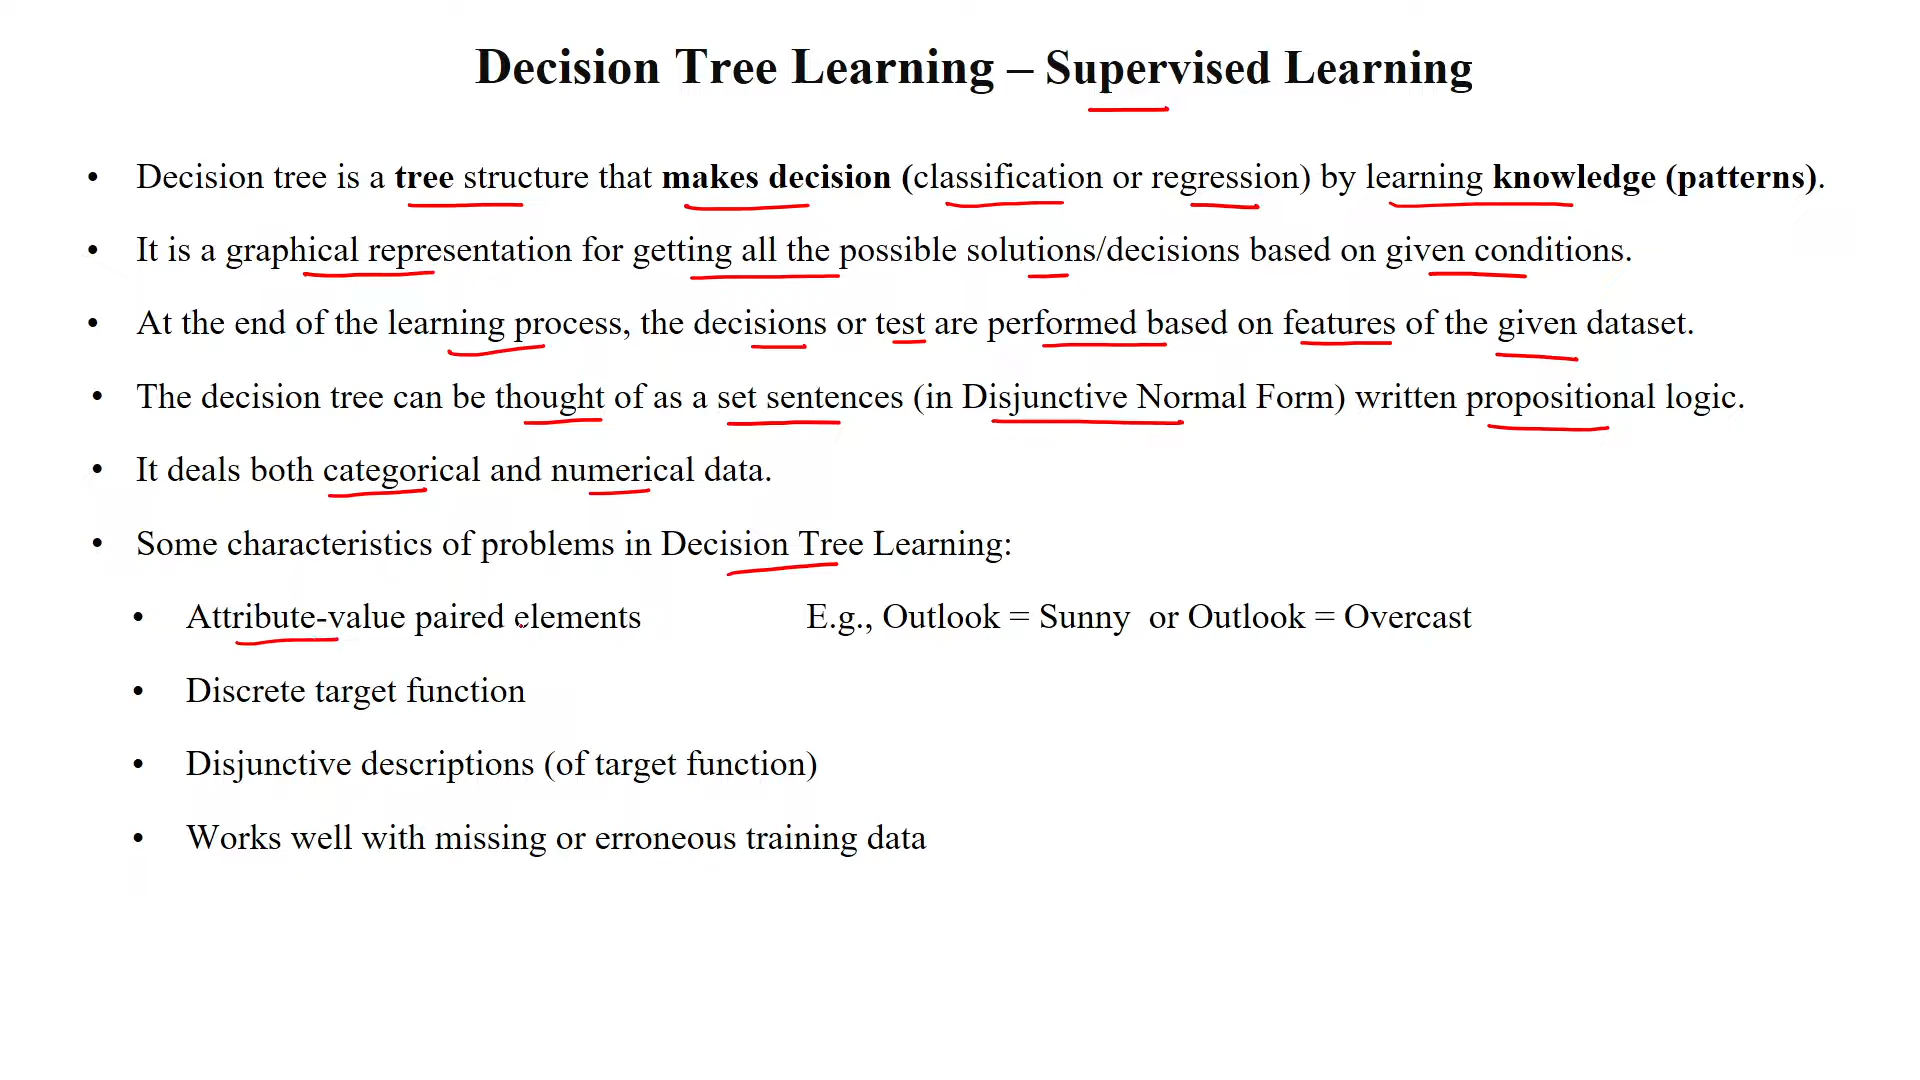 Decision Tree Learning – Supervised Learning
• Decision tree is a tree structure that makes decision (classification or regression) by learning knowledge (patterns).
• It is a graphical representation for getting all the possible solutions/decisions based on given conditions.
• At the end of the learning process, the decisions or test are performed based on features of the given dataset.
• The decision tree can be thought of as a set sentences (in Disjunctive Normal Form) written propositional logic.
• It deals both categorical and numerical data.
• Some characteristics of problems in Decision Tree Learning:
• Attribute-value paired elements E.g., Outlook = Sunny or Outlook = Overcast
• Discrete target function
• Disjunctive descriptions (of target function)
• Works well with missing or erroneous training data